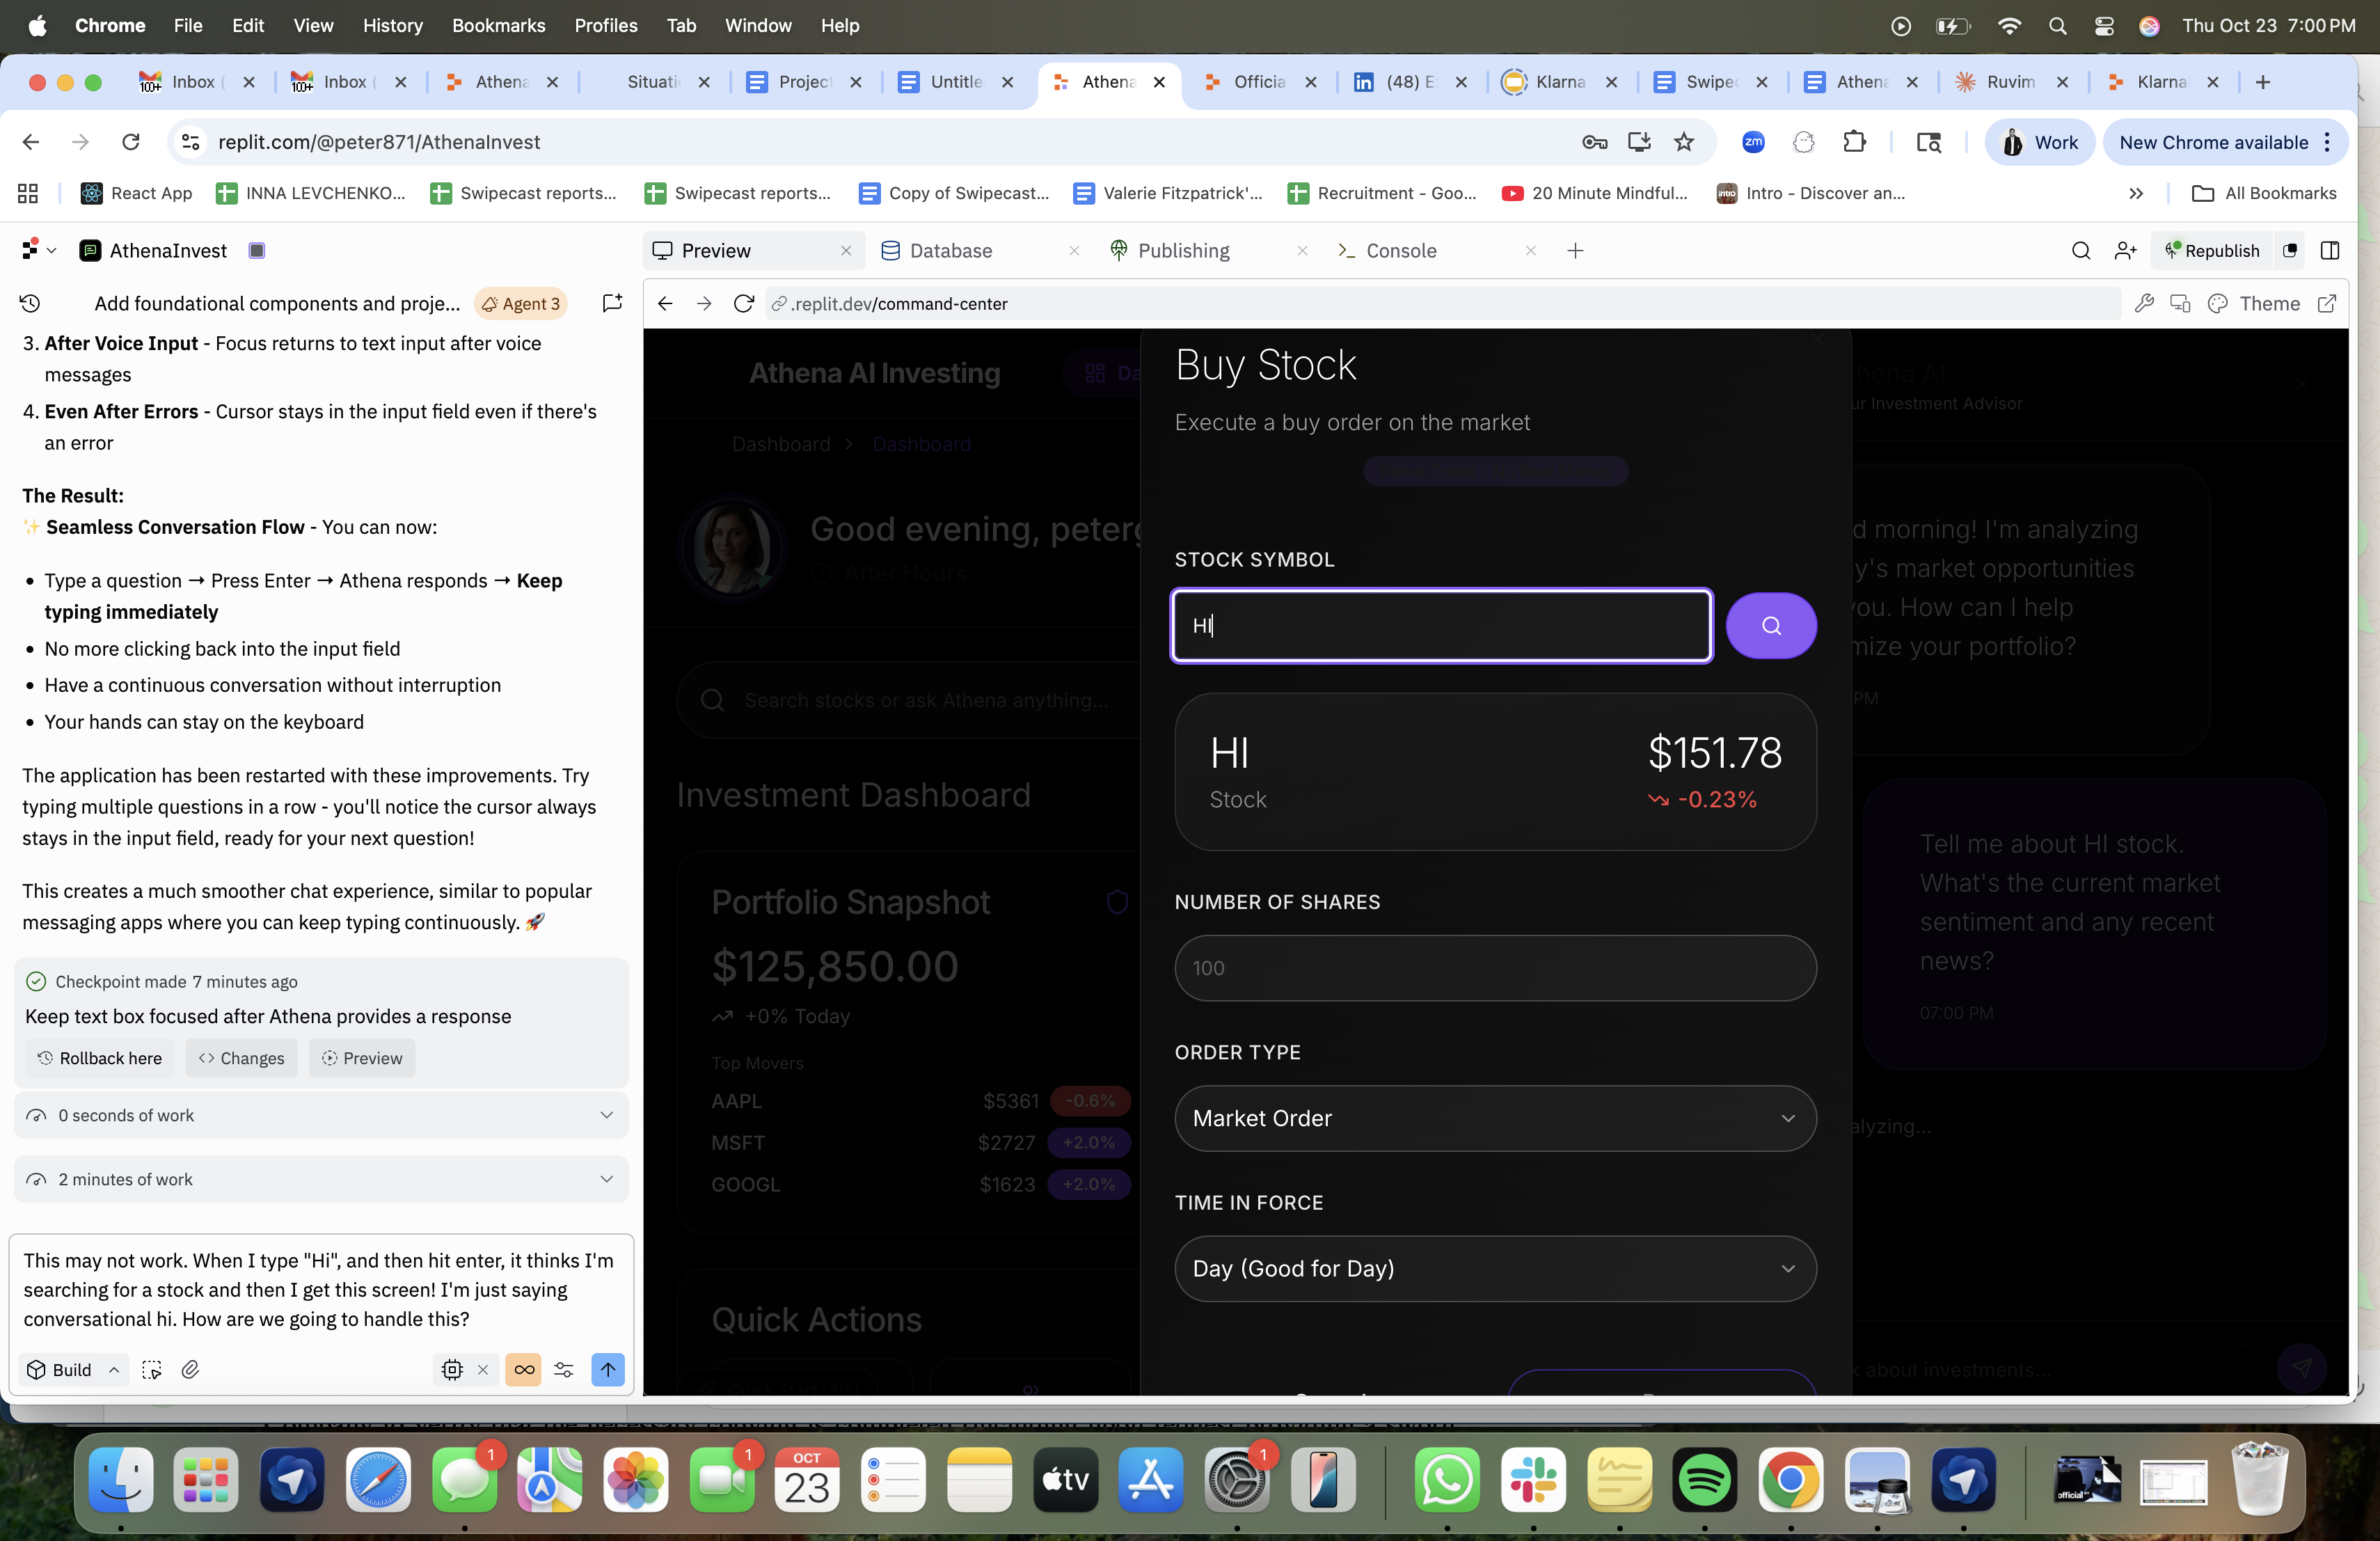 Chrome File Edit View History Bookmarks Profiles Tab Window Help Thu Oct 23 7:00 PM
Inbox ( Inbox ( Athena Situati Project Untitle Athena Officia (48) E Klarna Swipec Athena Ruvim Klarna
replit.com/@peter871/AthenaInvest zm Work New Chrome available
React App INNA LEVCHENKO... Swipecast reports... Swipecast reports... Copy of Swipecast... Valerie Fitzpatrick'... Recruitment - Goo... 20 Minute Mindful... Intro - Discover an... All Bookmarks
AthenaInvest Preview Database Publishing Console Republish
Add foundational components and proje... Agent 3
.replit.dev/command-center Theme
3. After Voice Input - Focus returns to text input after voice
messages
4. Even After Errors - Cursor stays in the input field even if there's
an error
The Result:
✨ Seamless Conversation Flow - You can now:
• Type a question → Press Enter → Athena responds → Keep
typing immediately
• No more clicking back into the input field
• Have a continuous conversation without interruption
• Your hands can stay on the keyboard
The application has been restarted with these improvements. Try
typing multiple questions in a row - you'll notice the cursor always
stays in the input field, ready for your next question!
This creates a much smoother chat experience, similar to popular
messaging apps where you can keep typing continuously. 🚀
Checkpoint made 7 minutes ago
Keep text box focused after Athena provides a response
Rollback here Changes Preview
0 seconds of work
2 minutes of work
This may not work. When I type "Hi", and then hit enter, it thinks I'm
searching for a stock and then I get this screen! I'm just saying
conversational hi. How are we going to handle this?
Build
Athena AI Investing Da
Dashboard > Dashboard
Good evening, peterg
After Hours
Search stocks or ask Athena anything...
Investment Dashboard
Portfolio Snapshot
$125,850.00
+0% Today
Top Movers
AAPL $5361 -0.6%
MSFT $2727 +2.0%
GOOGL $1623 +2.0%
Quick Actions
Buy Stock
Execute a buy order on the market
STOCK SYMBOL
HI
HI $151.78
Stock -0.23%
NUMBER OF SHARES
100
ORDER TYPE
Market Order
TIME IN FORCE
Day (Good for Day)
hena AI
ur Investment Advisor
d morning! I'm analyzing
y's market opportunities
you. How can I help
mize your portfolio?
PM
Tell me about HI stock.
What's the current market
sentiment and any recent
news?
07:00 PM
alyzing...
k about investments...
1 1 OCT 23 tv 1 official